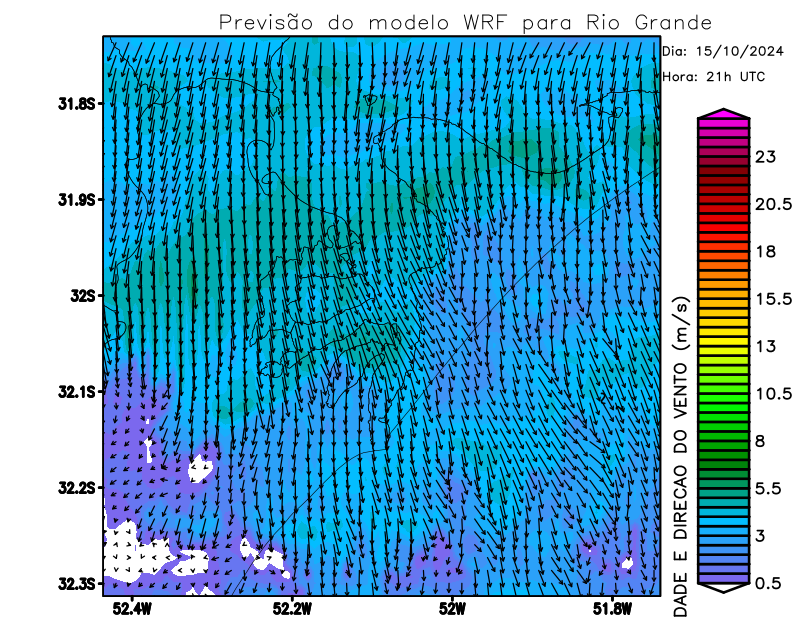 Previsão do modelo WRF para Rio Grande
Dia: 15/10/2024
Hora: 21h UTC
31.8S
31.9S
32S
32.1S
32.2S
32.3S
52.4W
52.2W
52W
51.8W
DADE E DIRECAO DO VENTO (m/s)
23
20.5
18
15.5
13
10.5
8
5.5
3
0.5